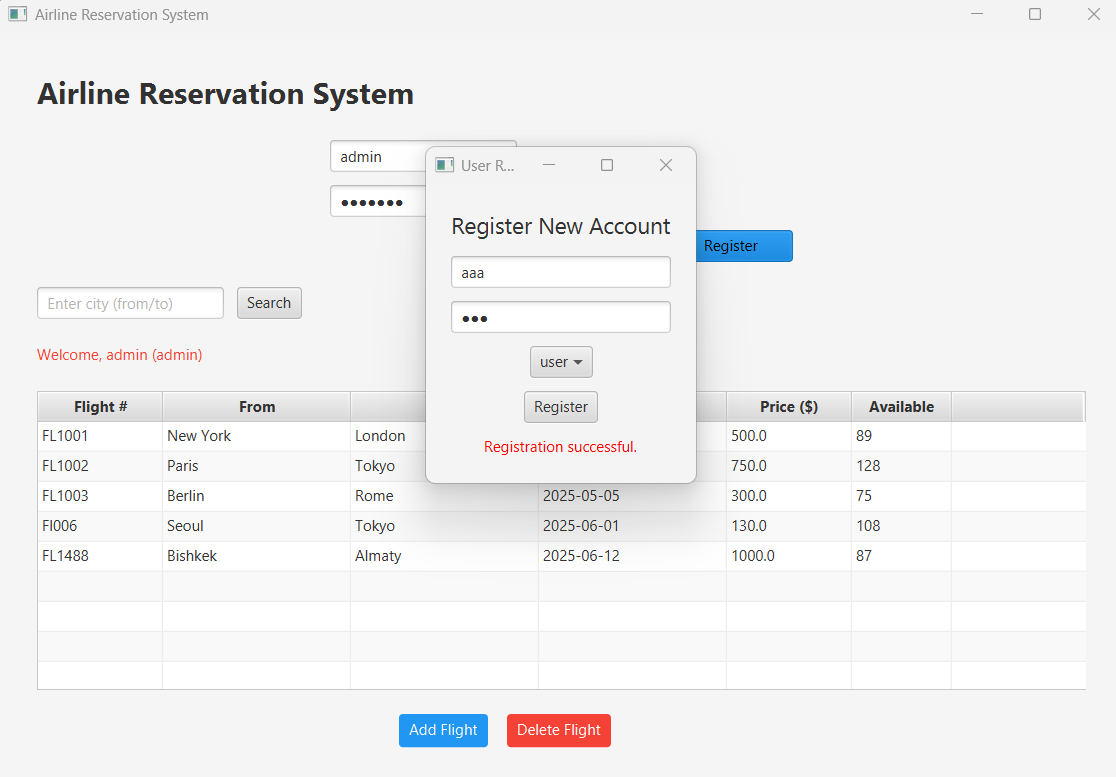 Airline Reservation System
Airline Reservation System
admin
●●●●●●●
Register
Enter city (from/to) Search
Welcome, admin (admin)
User R...
Register New Account
aaa
●●●
user
Register
Registration successful.
Flight # From Price ($) Available
FL1001 New York London 500.0 89
FL1002 Paris Tokyo 750.0 128
FL1003 Berlin Rome 2025-05-05 300.0 75
FI006 Seoul Tokyo 2025-06-01 130.0 108
FL1488 Bishkek Almaty 2025-06-12 1000.0 87
Add Flight Delete Flight